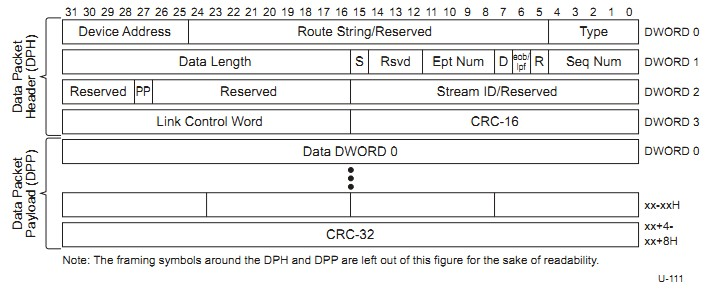 31 30 29 28 27 26 25 24 23 22 21 20 19 18 17 16 15 14 13 12 11 10 9 8 7 6 5 4 3 2 1 0
Data Packet
Header (DPH)
Device Address Route String/Reserved Type DWORD 0
Data Length S Rsvd Ept Num D eob/lpf R Seq Num DWORD 1
Reserved PP Reserved Stream ID/Reserved DWORD 2
Link Control Word CRC-16 DWORD 3
Data Packet
Payload (DPP)
Data DWORD 0 DWORD 0
xx-xxH
CRC-32 xx+4-
xx+8H
Note: The framing symbols around the DPH and DPP are left out of this figure for the sake of readability.
U-111